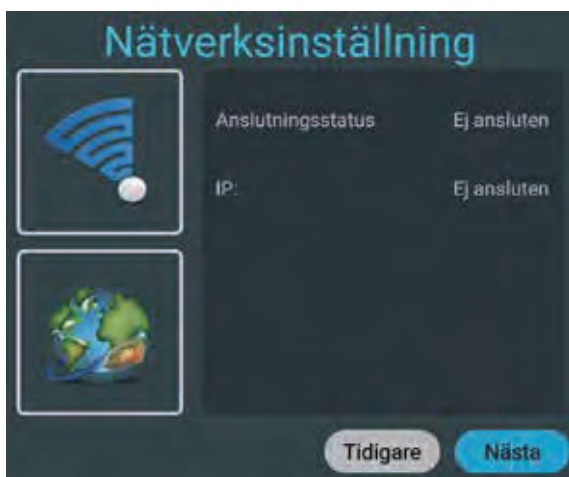 Nätverksinställning
Anslutningsstatus Ej ansluten
IP: Ej ansluten
Tidigare Nästa